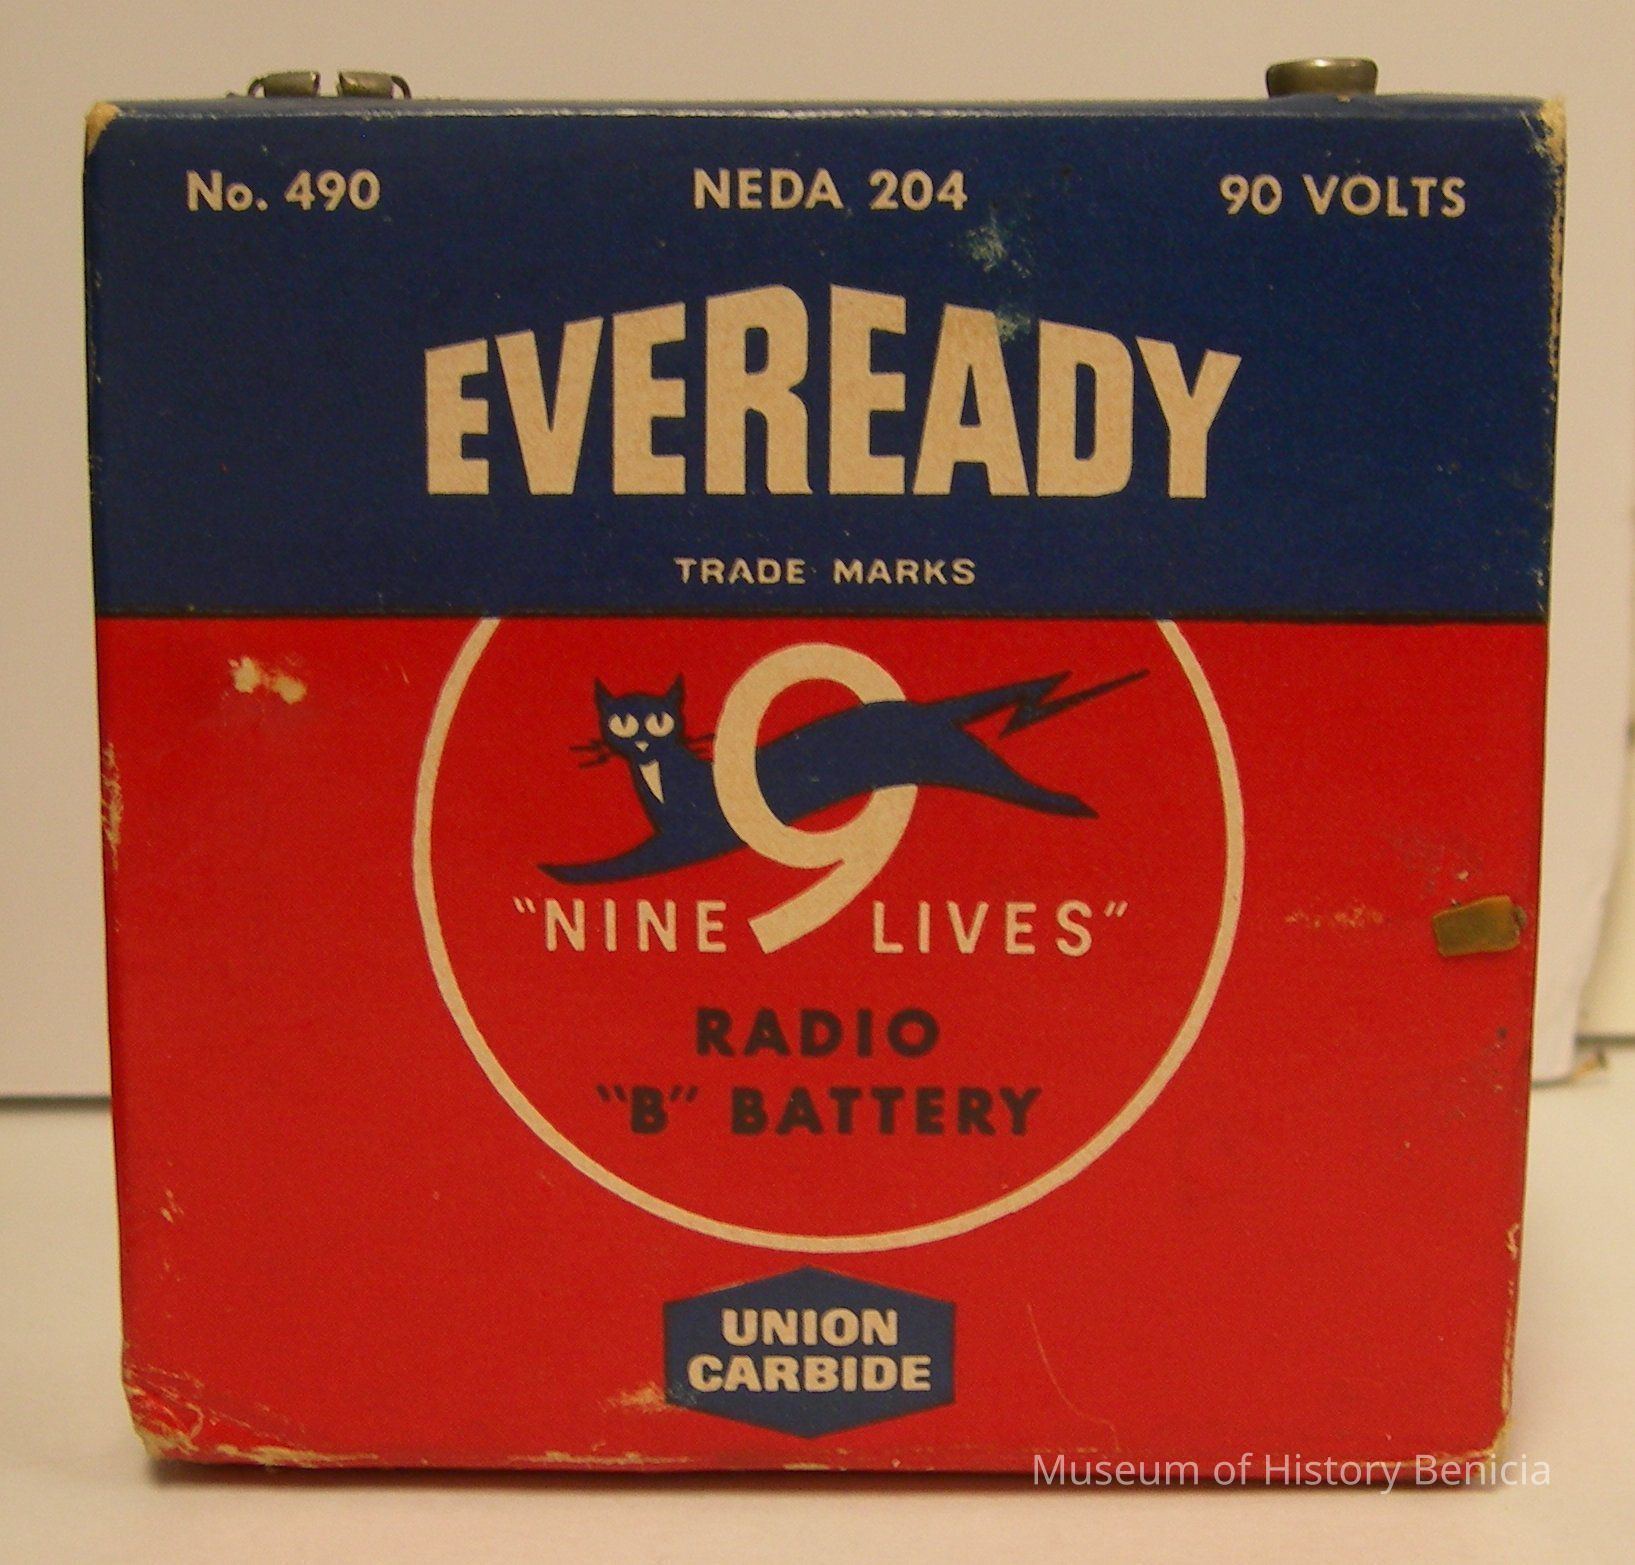 No. 490 NEDA 204 90 VOLTS
EVEREADY
TRADE MARKS
9
"NINE LIVES"
RADIO
"B" BATTERY
UNION
CARBIDE
Museum of History Benicia